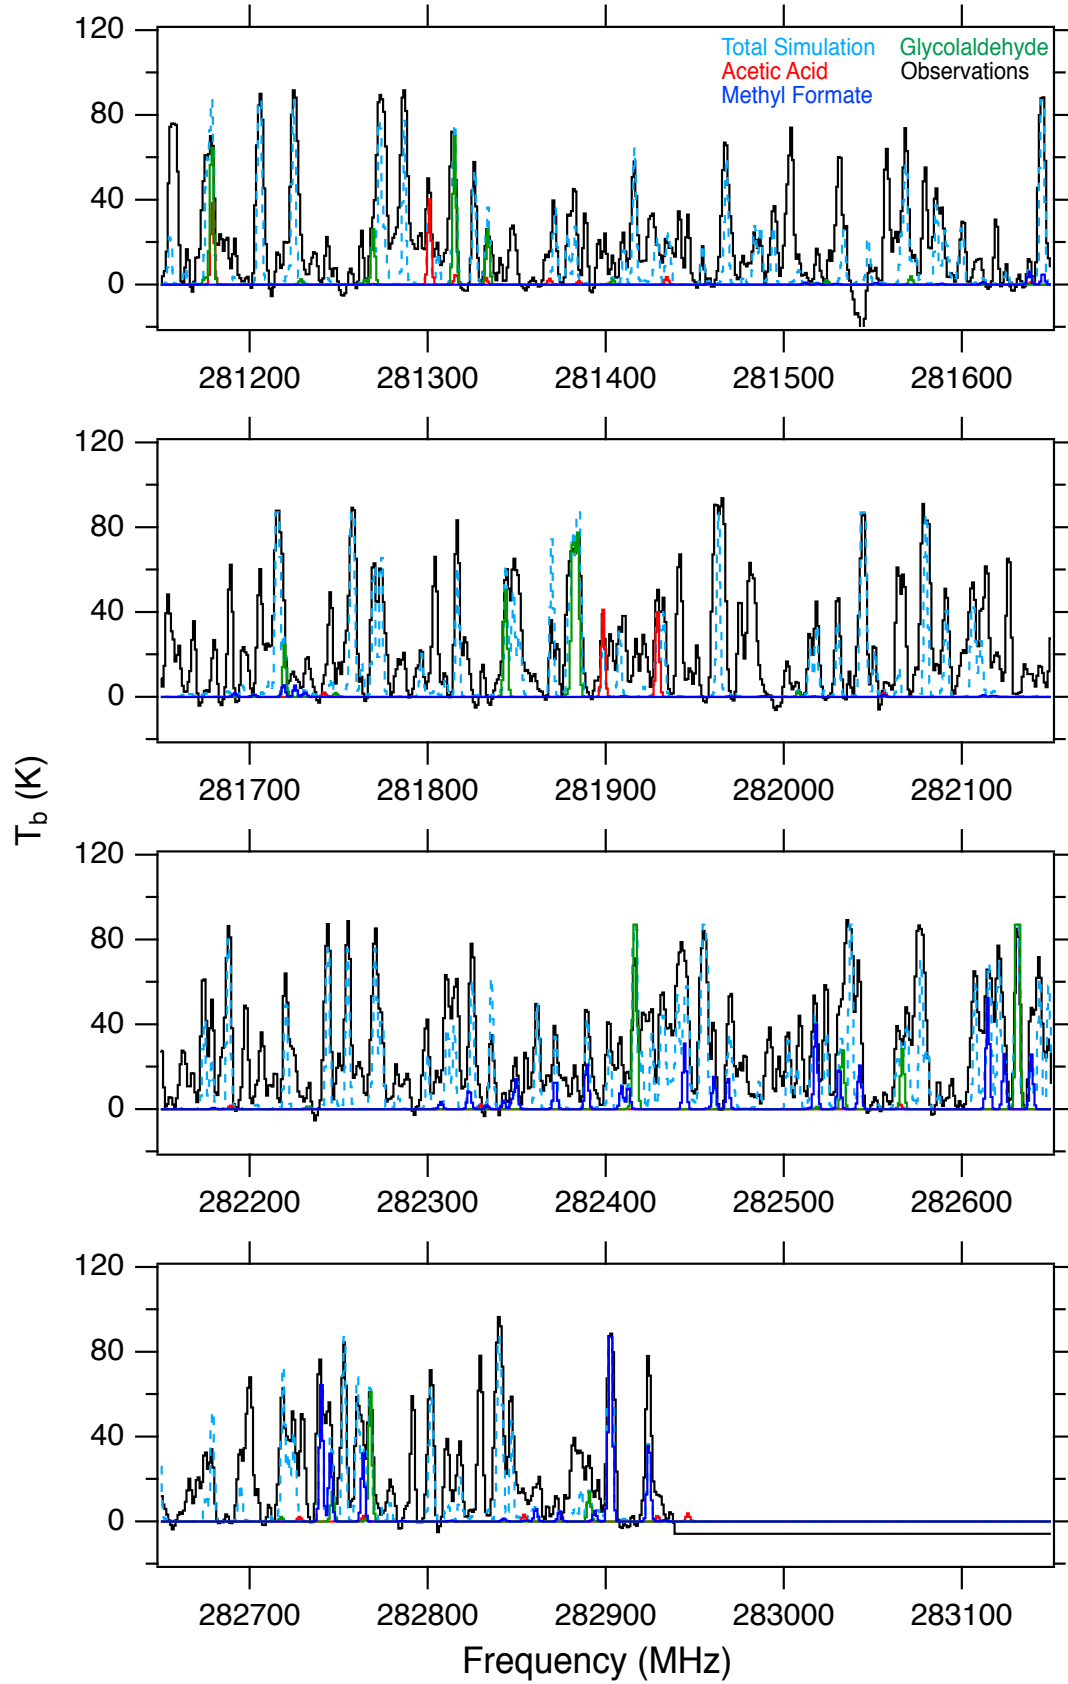 120
80
40
0
Total Simulation Glycolaldehyde
Acetic Acid Observations
Methyl Formate
281200 281300 281400 281500 281600
120
80
40
0
281700 281800 281900 282000 282100
T_b (K)
120
80
40
0
282200 282300 282400 282500 282600
120
80
40
0
282700 282800 282900 283000 283100
Frequency (MHz)